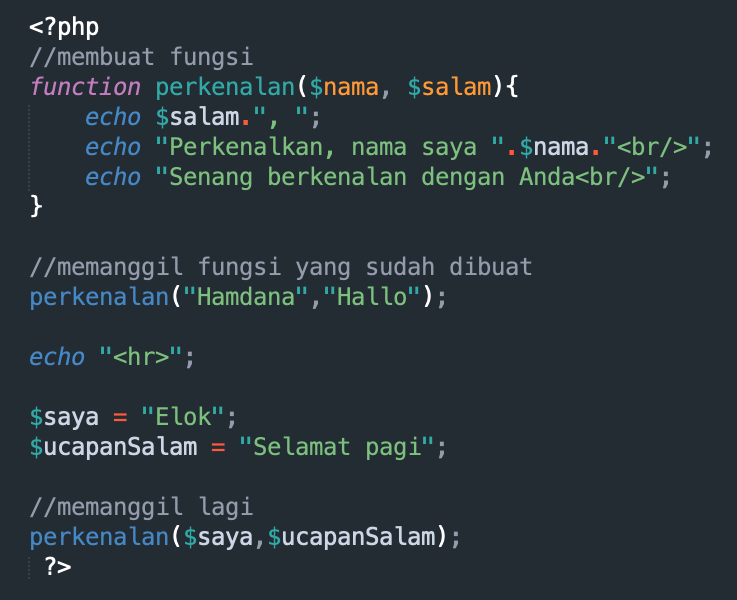 <?php
//membuat fungsi
function perkenalan($nama, $salam){
    echo $salam.", ";
    echo "Perkenalkan, nama saya ".$nama."<br/>";
    echo "Senang berkenalan dengan Anda<br/>";
}

//memanggil fungsi yang sudah dibuat
perkenalan("Hamdana","Hallo");

echo "<hr>";

$saya = "Elok";
$ucapanSalam = "Selamat pagi";

//memanggil lagi
perkenalan($saya,$ucapanSalam);
 ?>